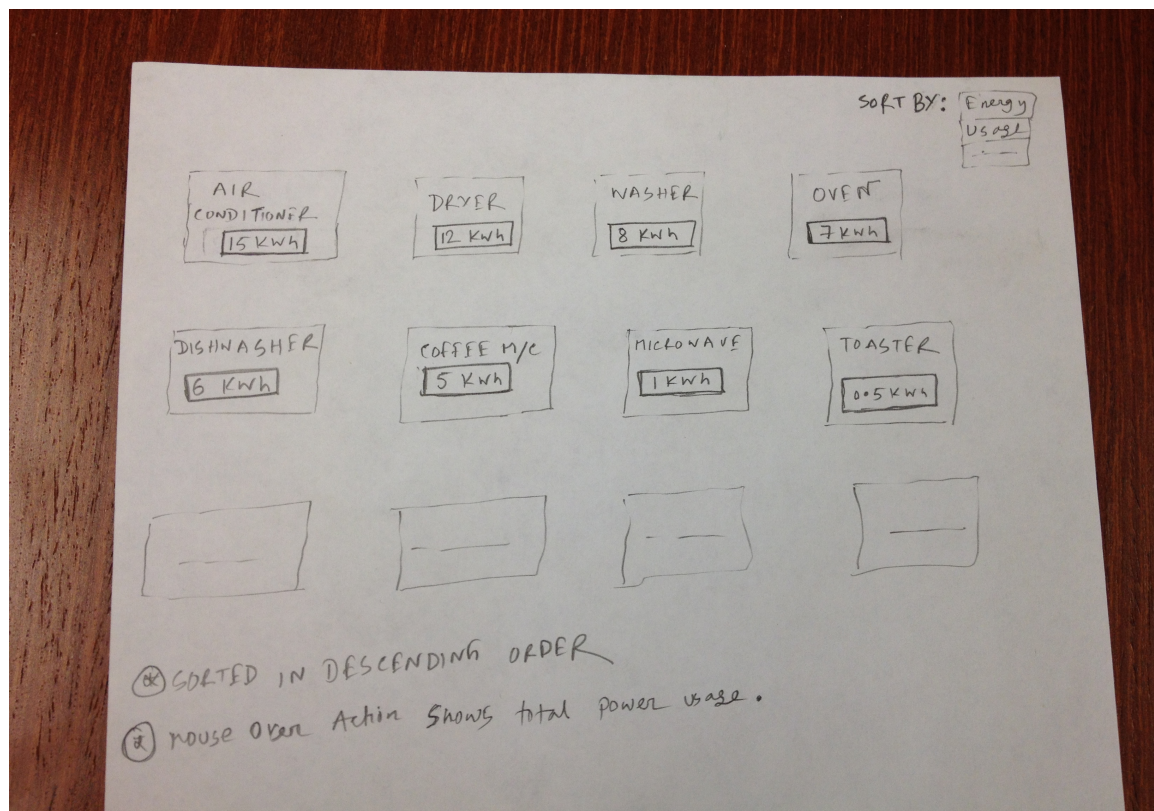 SORT BY: Energy
Usage
AIR
CONDITIONER
15 KWh
DRYER
12 KWh
WASHER
8 KWh
OVEN
7 KWh
DISHWASHER
6 KWh
COFFEE M/C
5 KWh
MICROWAVE
1 KWh
TOASTER
0.5 KWh
SORTED IN DESCENDING ORDER
mouse Over Action Shows total power usage.